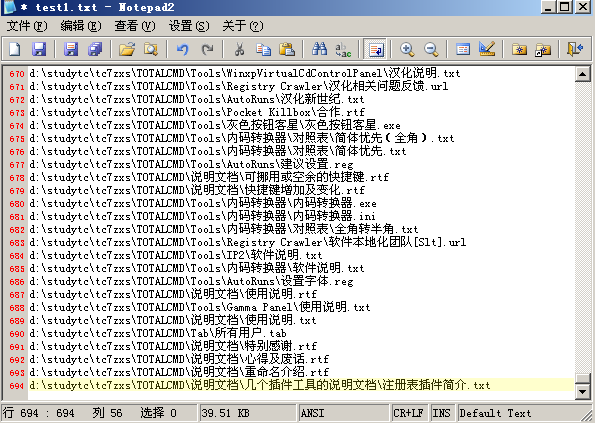 * test1.txt - Notepad2
文件(F) 编辑(E) 查看(V) 设置(S) 关于(?)
670 d:\studytc\tc7zxs\TOTALCMD\Tools\WinxpVirtualCdControlPanel\汉化说明.txt
671 d:\studytc\tc7zxs\TOTALCMD\Tools\Registry Crawler\汉化相关问题反馈.url
672 d:\studytc\tc7zxs\TOTALCMD\Tools\AutoRuns\汉化新世纪.txt
673 d:\studytc\tc7zxs\TOTALCMD\Tools\Pocket Killbox\合作.rtf
674 d:\studytc\tc7zxs\TOTALCMD\Tools\灰色按钮客星\灰色按钮客星.exe
675 d:\studytc\tc7zxs\TOTALCMD\Tools\内码转换器\对照表\简体优先(全角).txt
676 d:\studytc\tc7zxs\TOTALCMD\Tools\内码转换器\对照表\简体优先.txt
677 d:\studytc\tc7zxs\TOTALCMD\Tools\AutoRuns\建议设置.reg
678 d:\studytc\tc7zxs\TOTALCMD\说明文档\可挪用或空余的快捷键.rtf
679 d:\studytc\tc7zxs\TOTALCMD\说明文档\快捷键增加及变化.rtf
680 d:\studytc\tc7zxs\TOTALCMD\Tools\内码转换器\内码转换器.exe
681 d:\studytc\tc7zxs\TOTALCMD\Tools\内码转换器\内码转换器.ini
682 d:\studytc\tc7zxs\TOTALCMD\Tools\内码转换器\对照表\全角转半角.txt
683 d:\studytc\tc7zxs\TOTALCMD\Tools\Registry Crawler\软件本地化团队[Slt].url
684 d:\studytc\tc7zxs\TOTALCMD\Tools\IP2\软件说明.txt
685 d:\studytc\tc7zxs\TOTALCMD\Tools\内码转换器\软件说明.txt
686 d:\studytc\tc7zxs\TOTALCMD\Tools\AutoRuns\设置字体.reg
687 d:\studytc\tc7zxs\TOTALCMD\说明文档\使用说明.rtf
688 d:\studytc\tc7zxs\TOTALCMD\Tools\Gamma Panel\使用说明.txt
689 d:\studytc\tc7zxs\TOTALCMD\说明文档\使用说明.txt
690 d:\studytc\tc7zxs\TOTALCMD\Tab\所有用户.tab
691 d:\studytc\tc7zxs\TOTALCMD\说明文档\特别感谢.rtf
692 d:\studytc\tc7zxs\TOTALCMD\说明文档\心得及废话.rtf
693 d:\studytc\tc7zxs\TOTALCMD\说明文档\重命名介绍.rtf
694 d:\studytc\tc7zxs\TOTALCMD\说明文档\几个插件工具的说明文档\注册表插件简介.txt
行 694 : 694 列 56 选择 0 39.51 KB ANSI CR+LF INS Default Text